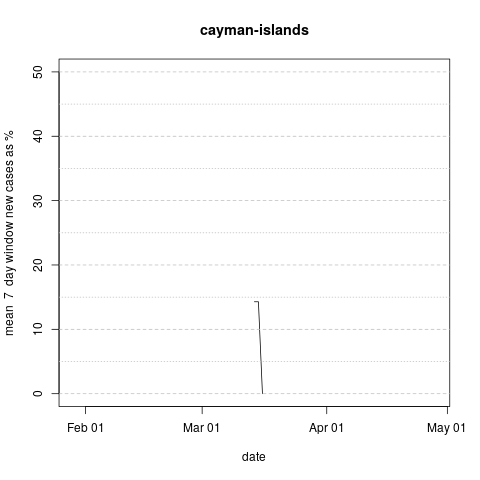 cayman-islands
mean 7 day window new cases as %
50
40
30
20
10
0
Feb 01
Mar 01
Apr 01
May 01
date